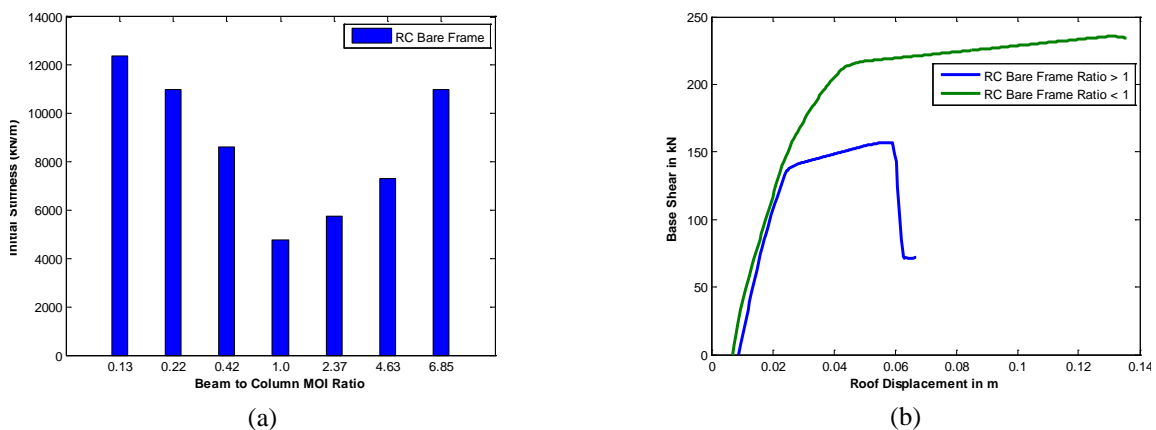 14000
12000
10000
8000
6000
4000
2000
0
Initial Stiffness (KN/m)
RC Bare Frame
0.13 0.22 0.42 1.0 2.37 4.63 6.85
Beam to Column MOI Ratio
(a)
250
200
150
100
50
0
Base Shear in kN
RC Bare Frame Ratio > 1
RC Bare Frame Ratio < 1
0 0.02 0.04 0.06 0.08 0.1 0.12 0.14
Roof Displacement in m
(b)